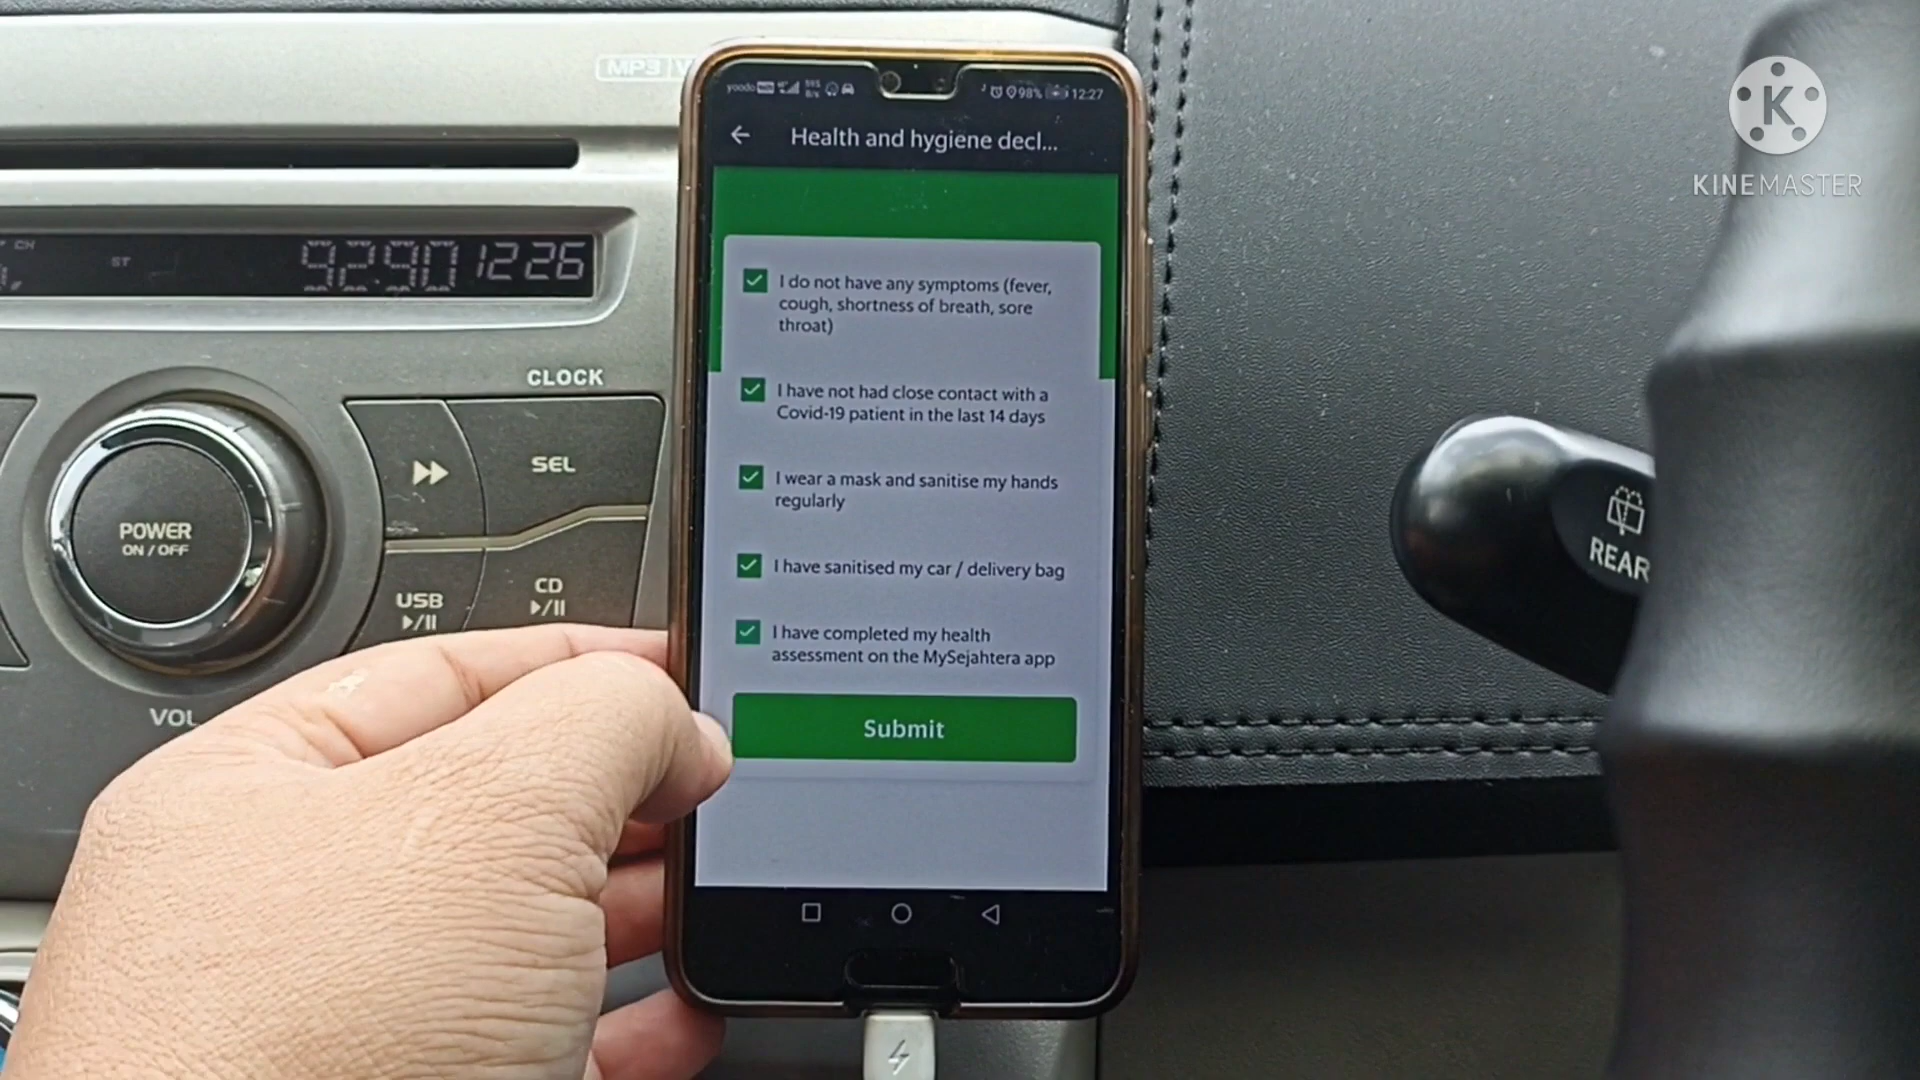 MP3
yoodo
98%
12:27
Health and hygiene decl...
K
KINEMASTER
CH
ST
92.90 12 26
I do not have any symptoms (fever,
cough, shortness of breath, sore
throat)
I have not had close contact with a
Covid-19 patient in the last 14 days
I wear a mask and sanitise my hands
regularly
I have sanitised my car / delivery bag
I have completed my health
assessment on the MySejahtera app
Submit
CLOCK
SEL
POWER
ON / OFF
USB
CD
VOL
REAR